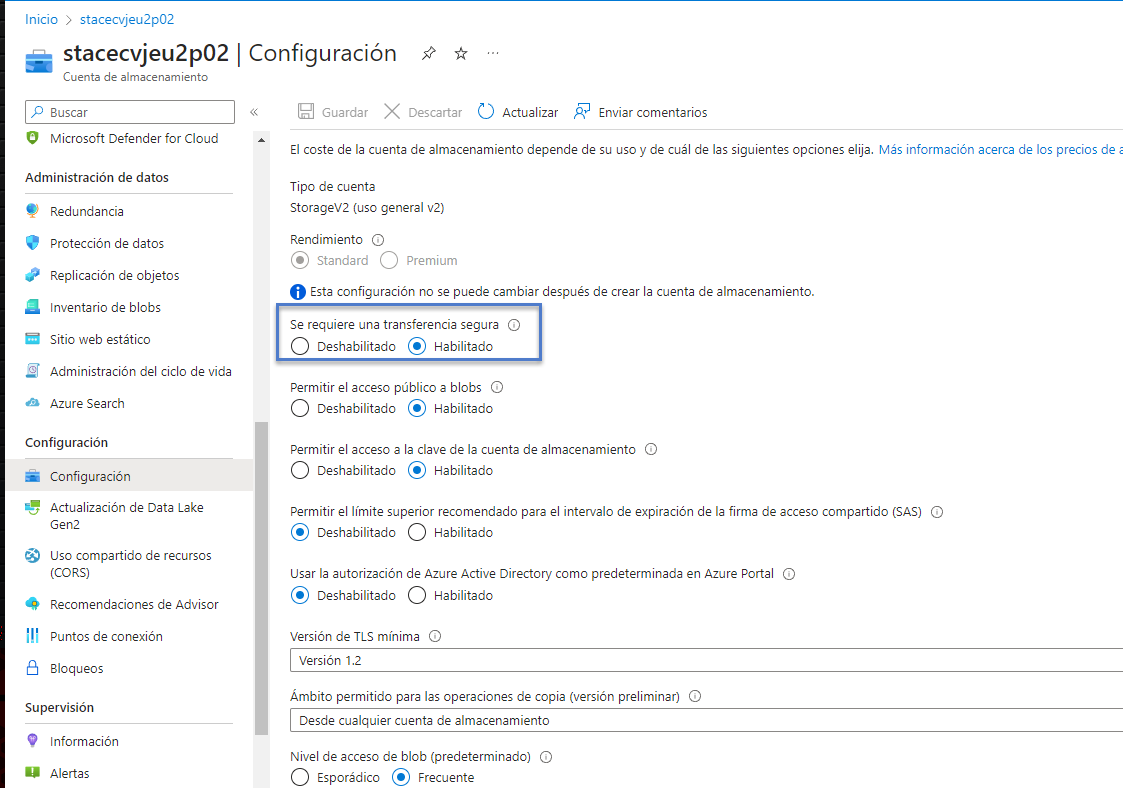 Inicio > stacecvjeu2p02
stacecvjeu2p02 | Configuración
Cuenta de almacenamiento
Buscar
Microsoft Defender for Cloud
Administración de datos
Redundancia
Protección de datos
Replicación de objetos
Inventario de blobs
Sitio web estático
Administración del ciclo de vida
Azure Search
Configuración
Configuración
Actualización de Data Lake
Gen2
Uso compartido de recursos
(CORS)
Recomendaciones de Advisor
Puntos de conexión
Bloqueos
Supervisión
Información
Alertas
Guardar Descartar Actualizar Enviar comentarios
El coste de la cuenta de almacenamiento depende de su uso y de cuál de las siguientes opciones elija. Más información acerca de los precios de
Tipo de cuenta
StorageV2 (uso general v2)
Rendimiento
Standard Premium
Esta configuración no se puede cambiar después de crear la cuenta de almacenamiento.
Se requiere una transferencia segura
Deshabilitado Habilitado
Permitir el acceso público a blobs
Deshabilitado Habilitado
Permitir el acceso a la clave de la cuenta de almacenamiento
Deshabilitado Habilitado
Permitir el límite superior recomendado para el intervalo de expiración de la firma de acceso compartido (SAS)
Deshabilitado Habilitado
Usar la autorización de Azure Active Directory como predeterminada en Azure Portal
Deshabilitado Habilitado
Versión de TLS mínima
Versión 1.2
Ámbito permitido para las operaciones de copia (versión preliminar)
Desde cualquier cuenta de almacenamiento
Nivel de acceso de blob (predeterminado)
Esporádico Frecuente